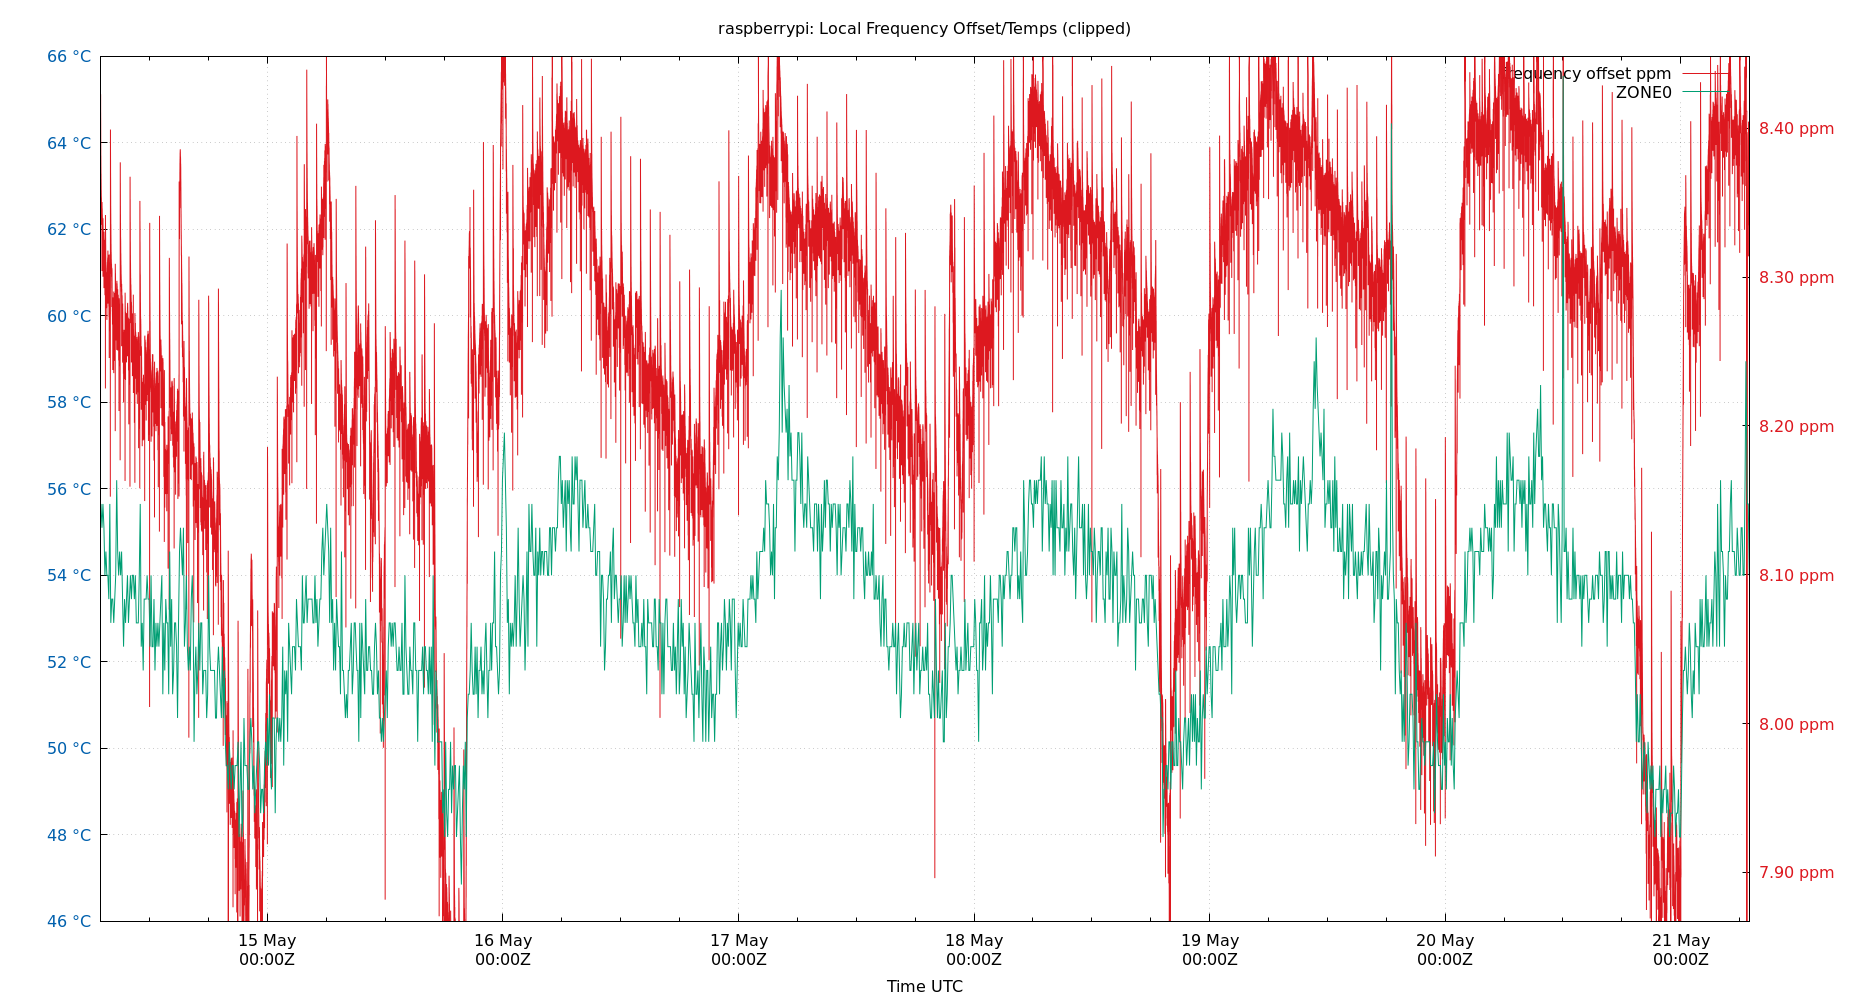 raspberrypi: Local Frequency Offset/Temps (clipped)
66 °C
64 °C
62 °C
60 °C
58 °C
56 °C
54 °C
52 °C
50 °C
48 °C
46 °C
frequency offset ppm
ZONE0
8.40 ppm
8.30 ppm
8.20 ppm
8.10 ppm
8.00 ppm
7.90 ppm
15 May
00:00Z
16 May
00:00Z
17 May
00:00Z
18 May
00:00Z
19 May
00:00Z
20 May
00:00Z
21 May
00:00Z
Time UTC